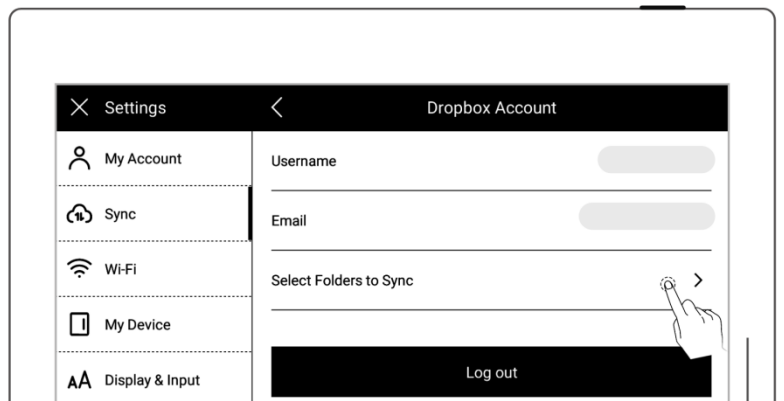 Settings
Dropbox Account
My Account
Username
Sync
Email
Wi-Fi
Select Folders to Sync
My Device
Display & Input
Log out
AA